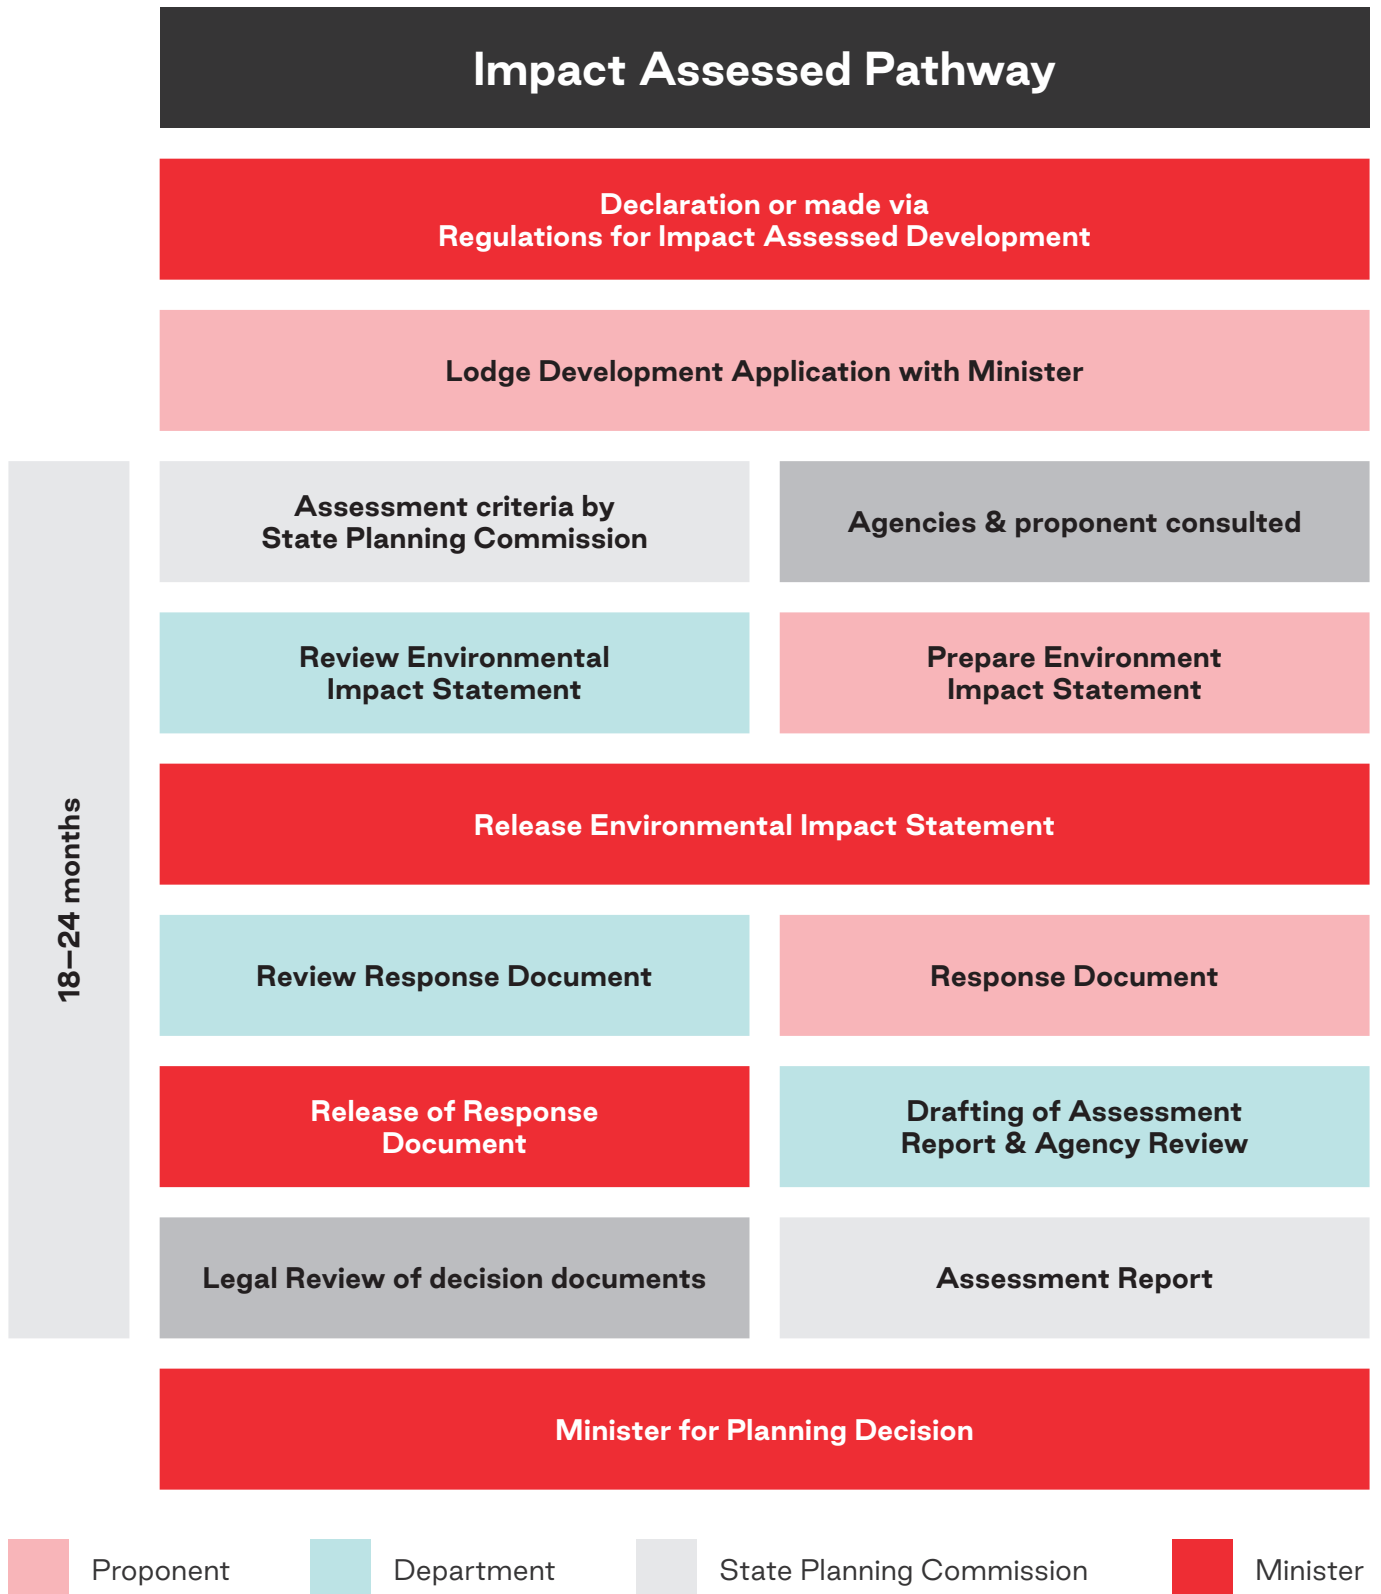 Impact Assessed Pathway
Declaration or made via
Regulations for Impact Assessed Development
Lodge Development Application with Minister
18–24 months
Assessment criteria by
State Planning Commission
Agencies & proponent consulted
Review Environmental
Impact Statement
Prepare Environment
Impact Statement
Release Environmental Impact Statement
Review Response Document
Response Document
Release of Response
Document
Drafting of Assessment
Report & Agency Review
Legal Review of decision documents
Assessment Report
Minister for Planning Decision
Proponent
Department
State Planning Commission
Minister